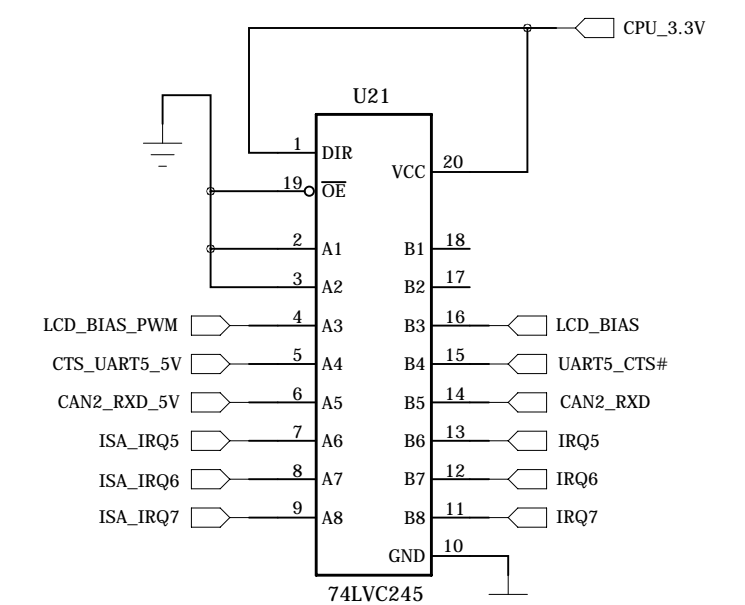 CPU_3.3V
U21
1 DIR
VCC 20
19 OE
2 A1 B1 18
3 A2 B2 17
LCD_BIAS_PWM 4 A3 B3 16 LCD_BIAS
CTS_UART5_5V 5 A4 B4 15 UART5_CTS#
CAN2_RXD_5V 6 A5 B5 14 CAN2_RXD
ISA_IRQ5 7 A6 B6 13 IRQ5
ISA_IRQ6 8 A7 B7 12 IRQ6
ISA_IRQ7 9 A8 B8 11 IRQ7
GND 10
74LVC245